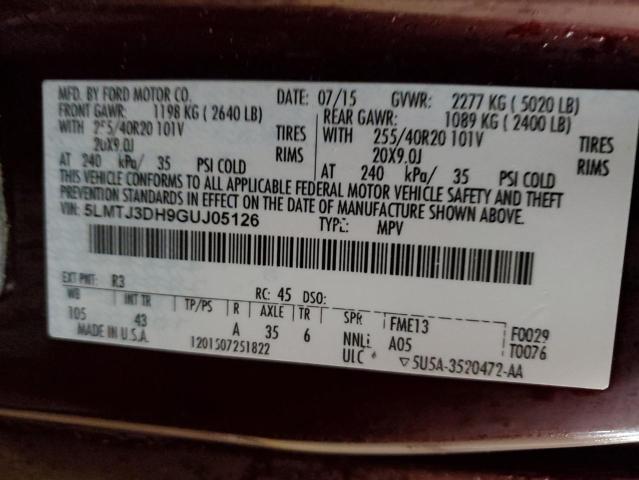 MFD. BY FORD MOTOR CO. DATE: 07/15 GVWR: 2277 KG ( 5020 LB)
FRONT GAWR: 1198 KG ( 2640 LB) REAR GAWR: 1089 KG ( 2400 LB)
WITH 255/40R20 101V TIRES WITH 255/40R20 101V TIRES
20X9.0J RIMS 20X9.0J RIMS
AT 240 kPa/ 35 PSI COLD AT 240 kPa/ 35 PSI COLD
THIS VEHICLE CONFORMS TO ALL APPLICABLE FEDERAL MOTOR VEHICLE SAFETY AND THEFT
PREVENTION STANDARDS IN EFFECT ON THE DATE OF MANUFACTURE SHOWN ABOVE.
VIN: 5LMTJ3DH9GUJ05126 TYPE: MPV
EXT PNT: R3 RC: 45 DSO:
WB INT TR TP/PS R AXLE TR SPR FME13 F0029
105 43 A 35 6 NNL: A05 T0076
MADE IN U.S.A. 1201507251822 ULC ▽5U5A-3520472-AA